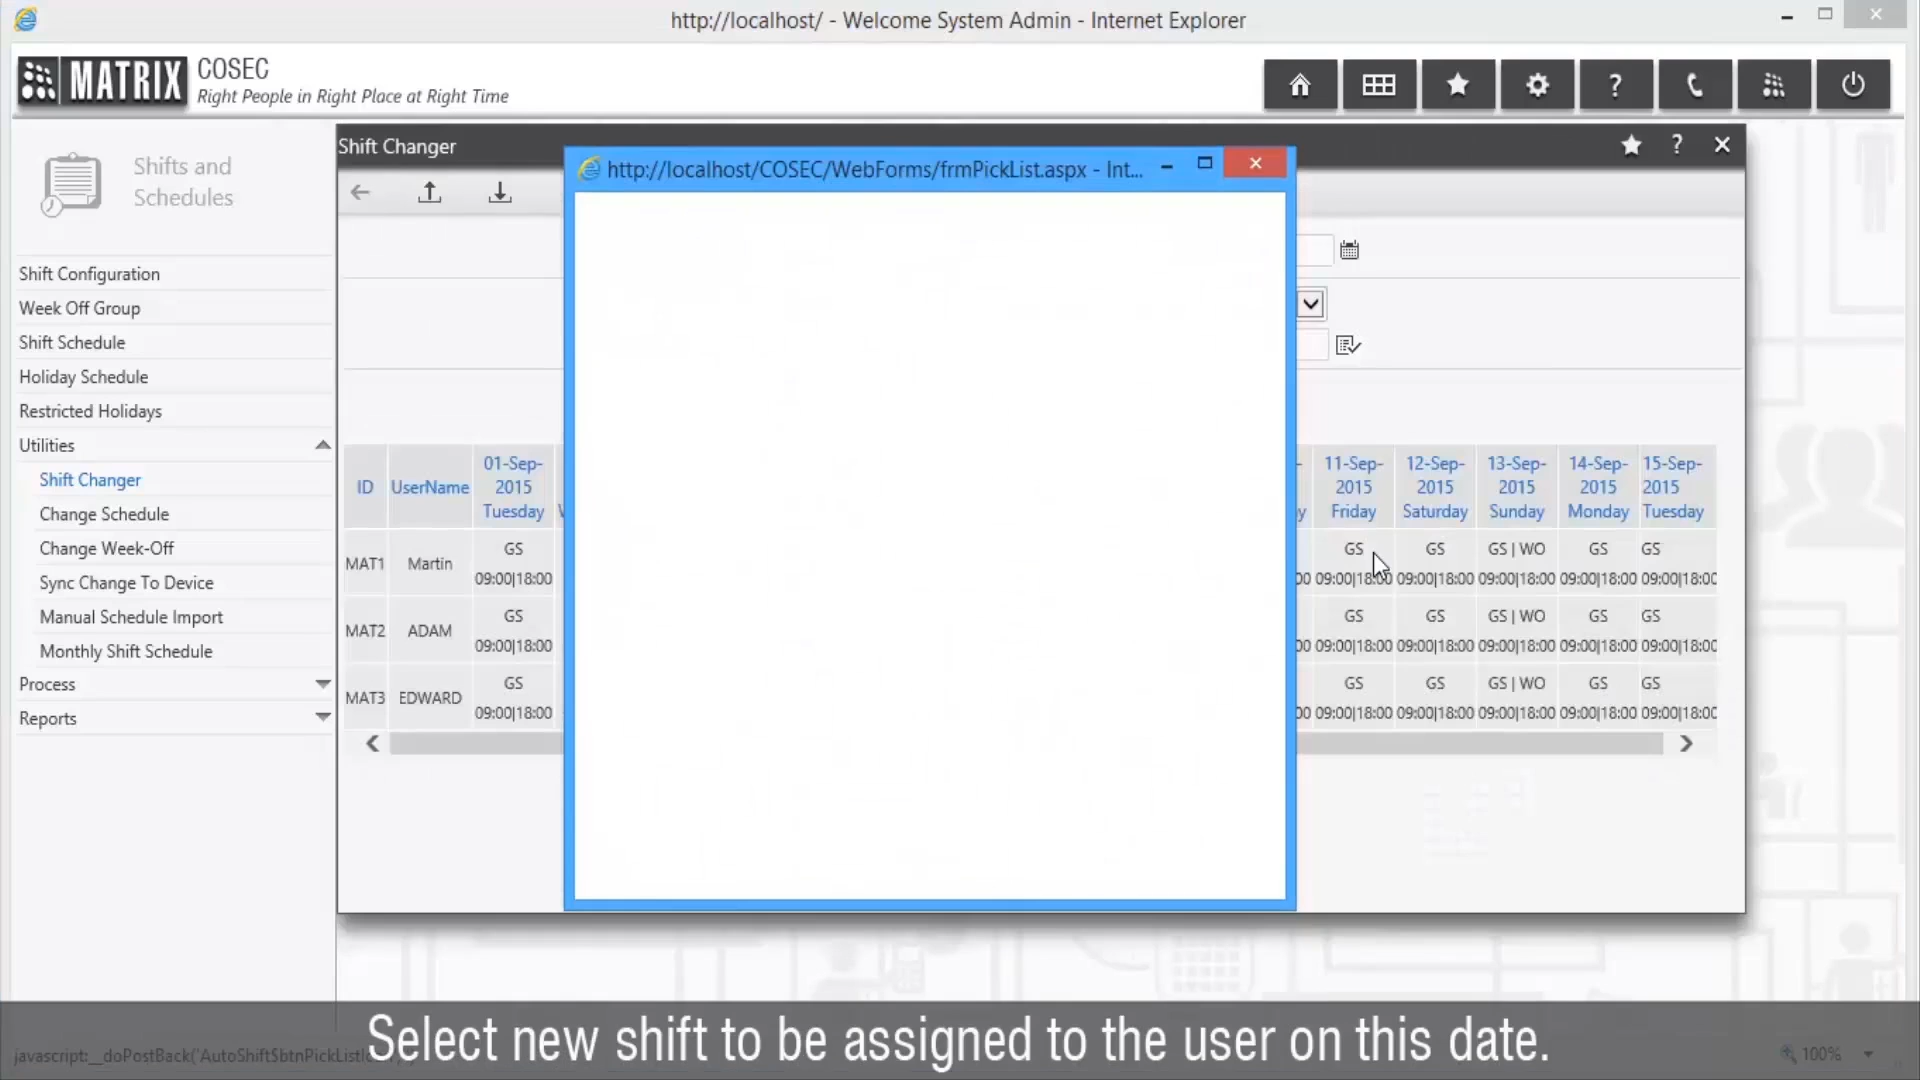 http://localhost/ - Welcome System Admin - Internet Explorer
MATRIX
COSEC
Right People in Right Place at Right Time
?
Shifts and
Schedules
Shift Configuration
Week Off Group
Shift Schedule
Holiday Schedule
Restricted Holidays
Utilities
Shift Changer
Change Schedule
Change Week-Off
Sync Change To Device
Manual Schedule Import
Monthly Shift Schedule
Process
Reports
Shift Changer
?
http://localhost/COSEC/WebForms/frmPickList.aspx - Int...
ID UserName 01-Sep-2015 Tuesday 11-Sep-2015 Friday 12-Sep-2015 Saturday 13-Sep-2015 Sunday 14-Sep-2015 Monday 15-Sep-2015 Tuesday
MAT1 Martin GS 09:00|18:00 GS 09:00|18:00 GS 09:00|18:00 GS | WO 09:00|18:00 GS 09:00|18:00 GS 09:00|18:00
MAT2 ADAM GS 09:00|18:00 GS 09:00|18:00 GS 09:00|18:00 GS | WO 09:00|18:00 GS 09:00|18:00 GS 09:00|18:00
MAT3 EDWARD GS 09:00|18:00 GS 09:00|18:00 GS 09:00|18:00 GS | WO 09:00|18:00 GS 09:00|18:00 GS 09:00|18:00
Select new shift to be assigned to the user on this date.
100%